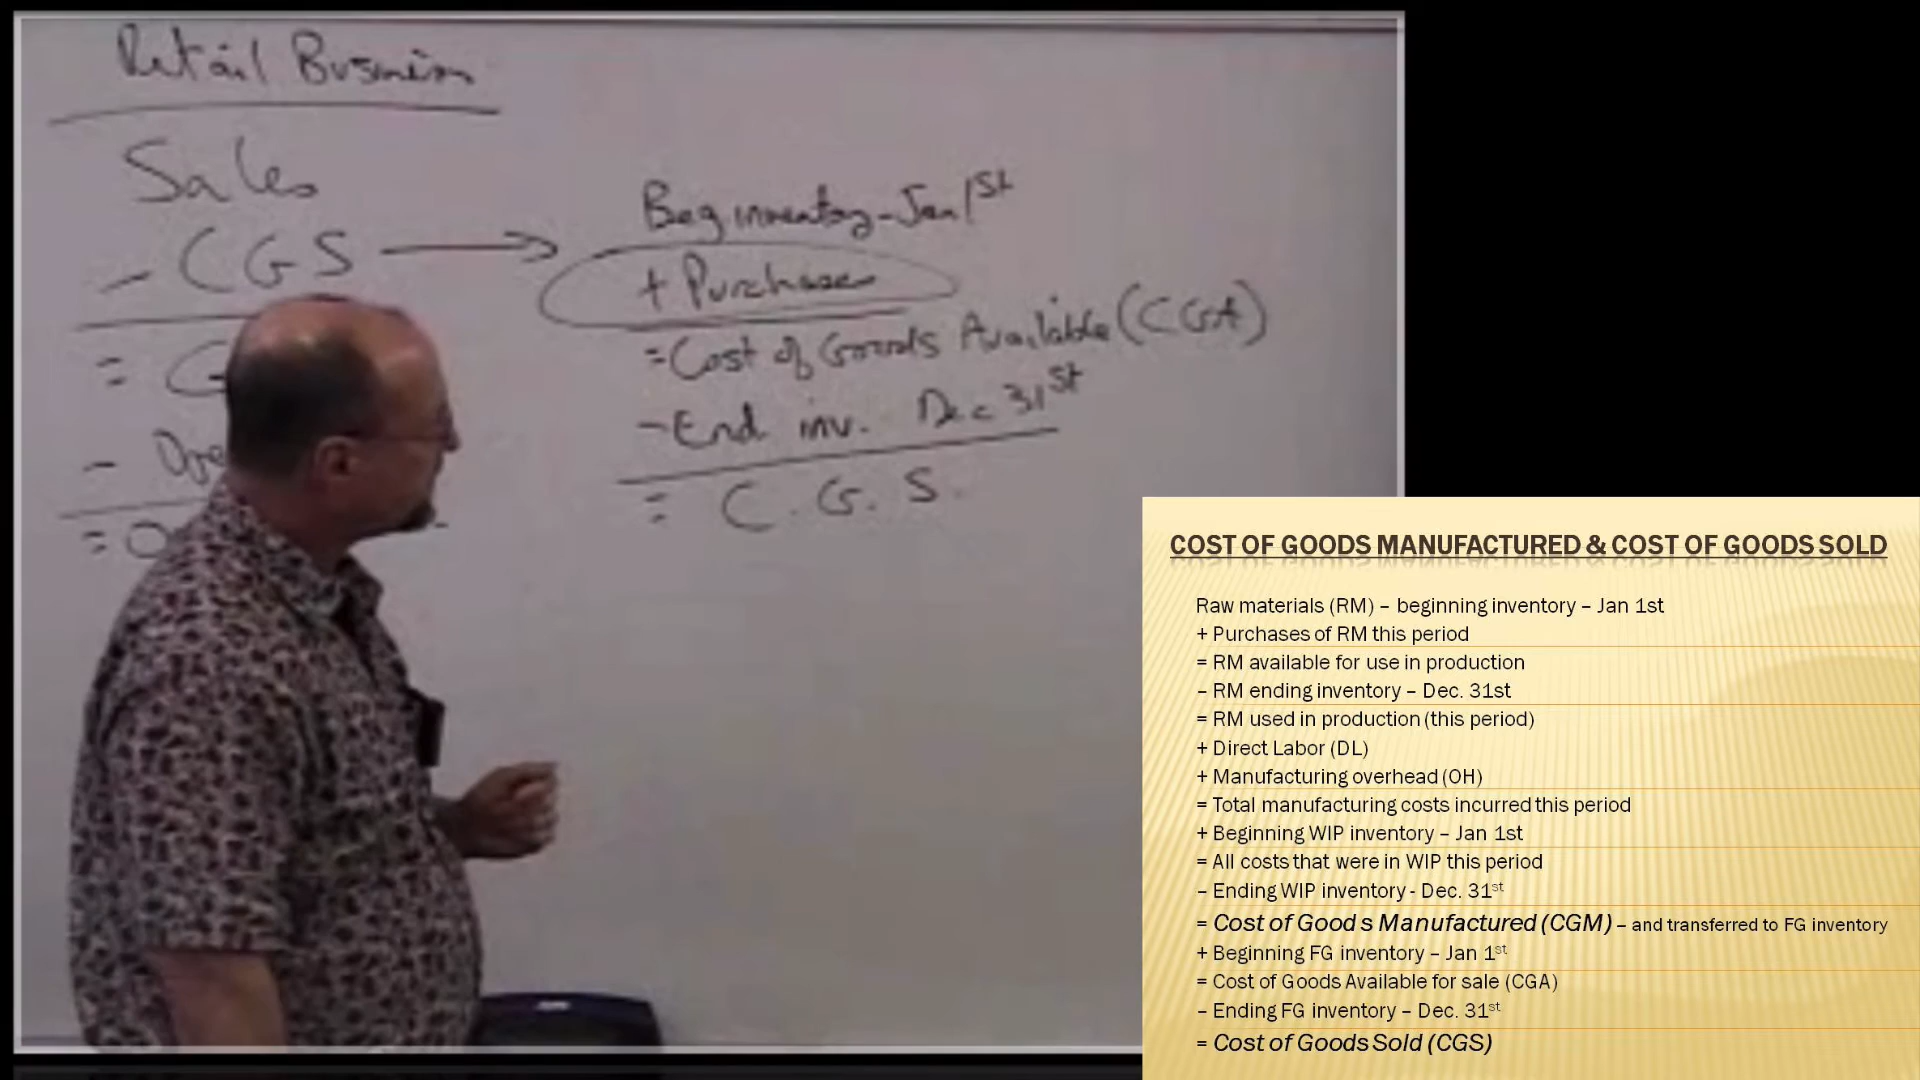 Retail Business
Sales
- CGS
= G
- Ope
= O
Beg inventory - Jan 1st
+ Purchases
= Cost of Goods Available (CGA)
- End inv. Dec 31st
= C.G.S.
COST OF GOODS MANUFACTURED & COST OF GOODS SOLD
Raw materials (RM) – beginning inventory – Jan 1st
+ Purchases of RM this period
= RM available for use in production
– RM ending inventory – Dec. 31st
= RM used in production (this period)
+ Direct Labor (DL)
+ Manufacturing overhead (OH)
= Total manufacturing costs incurred this period
+ Beginning WIP inventory – Jan 1st
= All costs that were in WIP this period
– Ending WIP inventory - Dec. 31st
= Cost of Good s Manufactured (CGM) – and transferred to FG inventory
+ Beginning FG inventory – Jan 1st
= Cost of Goods Available for sale (CGA)
– Ending FG inventory – Dec. 31st
= Cost of Goods Sold (CGS)